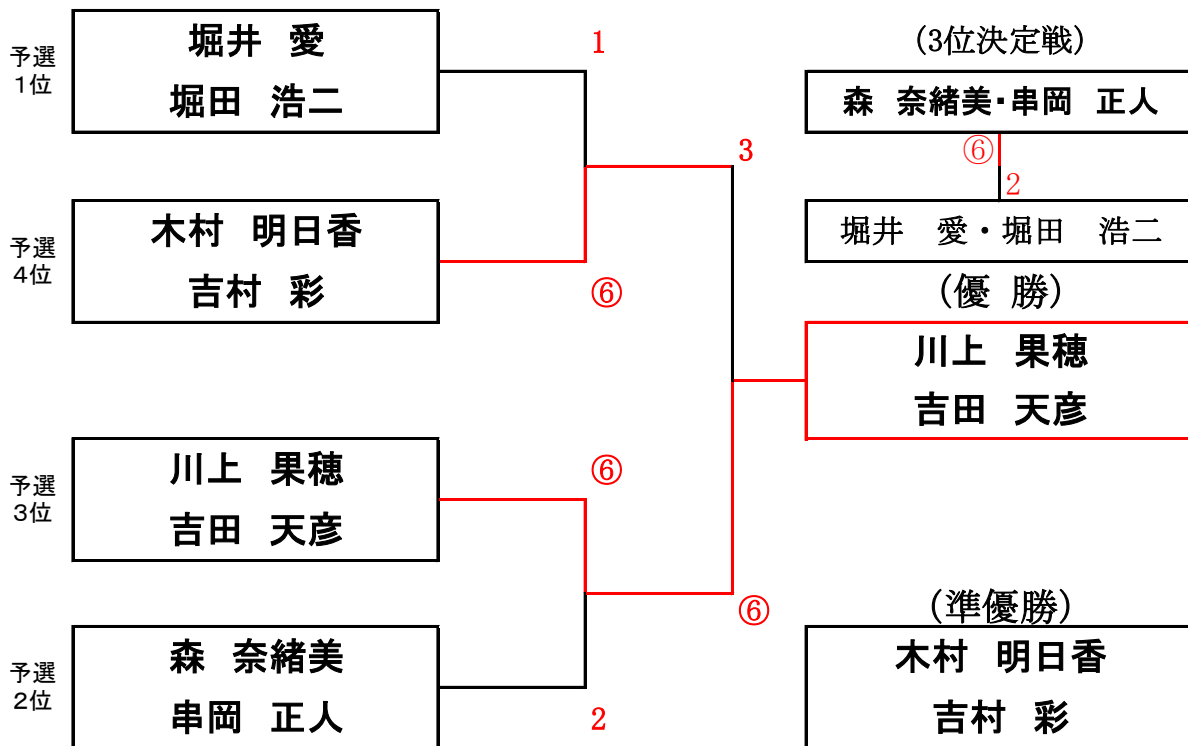 予選
1位
堀井 愛
堀田 浩二
1
予選
4位
木村 明日香
吉村 彩
⑥
3
予選
3位
川上 果穂
吉田 天彦
⑥
予選
2位
森 奈緒美
串岡 正人
2
⑥
(3位決定戦)
森 奈緒美・串岡 正人
⑥
2
堀井 愛・堀田 浩二
(優 勝)
川上 果穂
吉田 天彦
(準優勝)
木村 明日香
吉村 彩